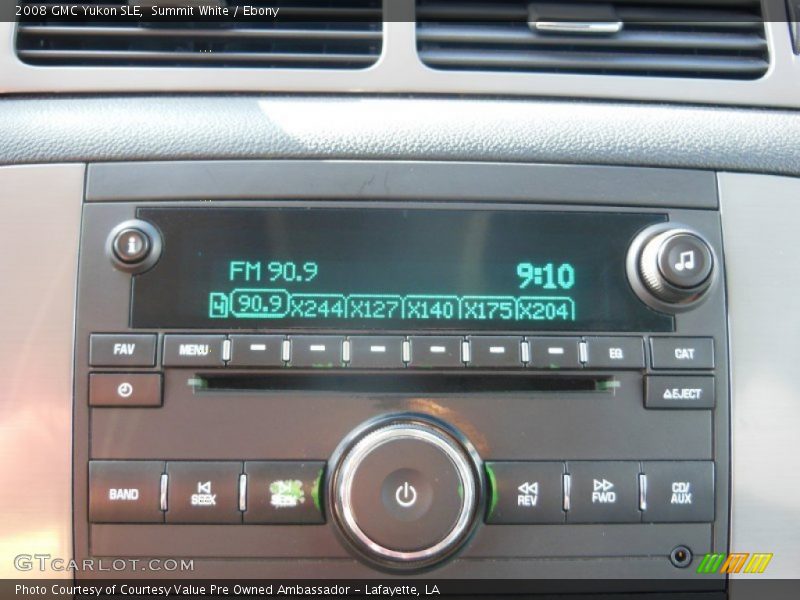 2008 GMC Yukon SLE, Summit White / Ebony
i
FM 90.9 9:10
4 90.9 X244 X127 X140 X175 X204
FAV MENU EQ CAT
EJECT
BAND SEEK SEEK REV FWD CD/AUX
GTCARLOT.COM
Photo Courtesy of Courtesy Value Pre Owned Ambassador - Lafayette, LA